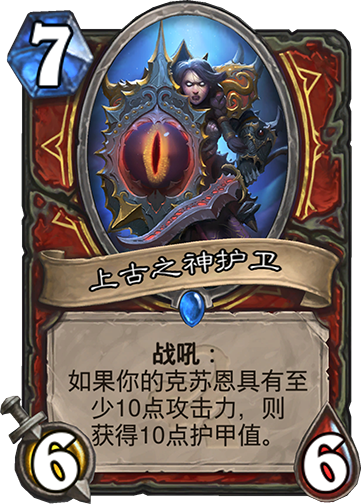 7
上古之神护卫
战吼：
如果你的克苏恩具有至
少10点攻击力，则
获得10点护甲值。
6
6